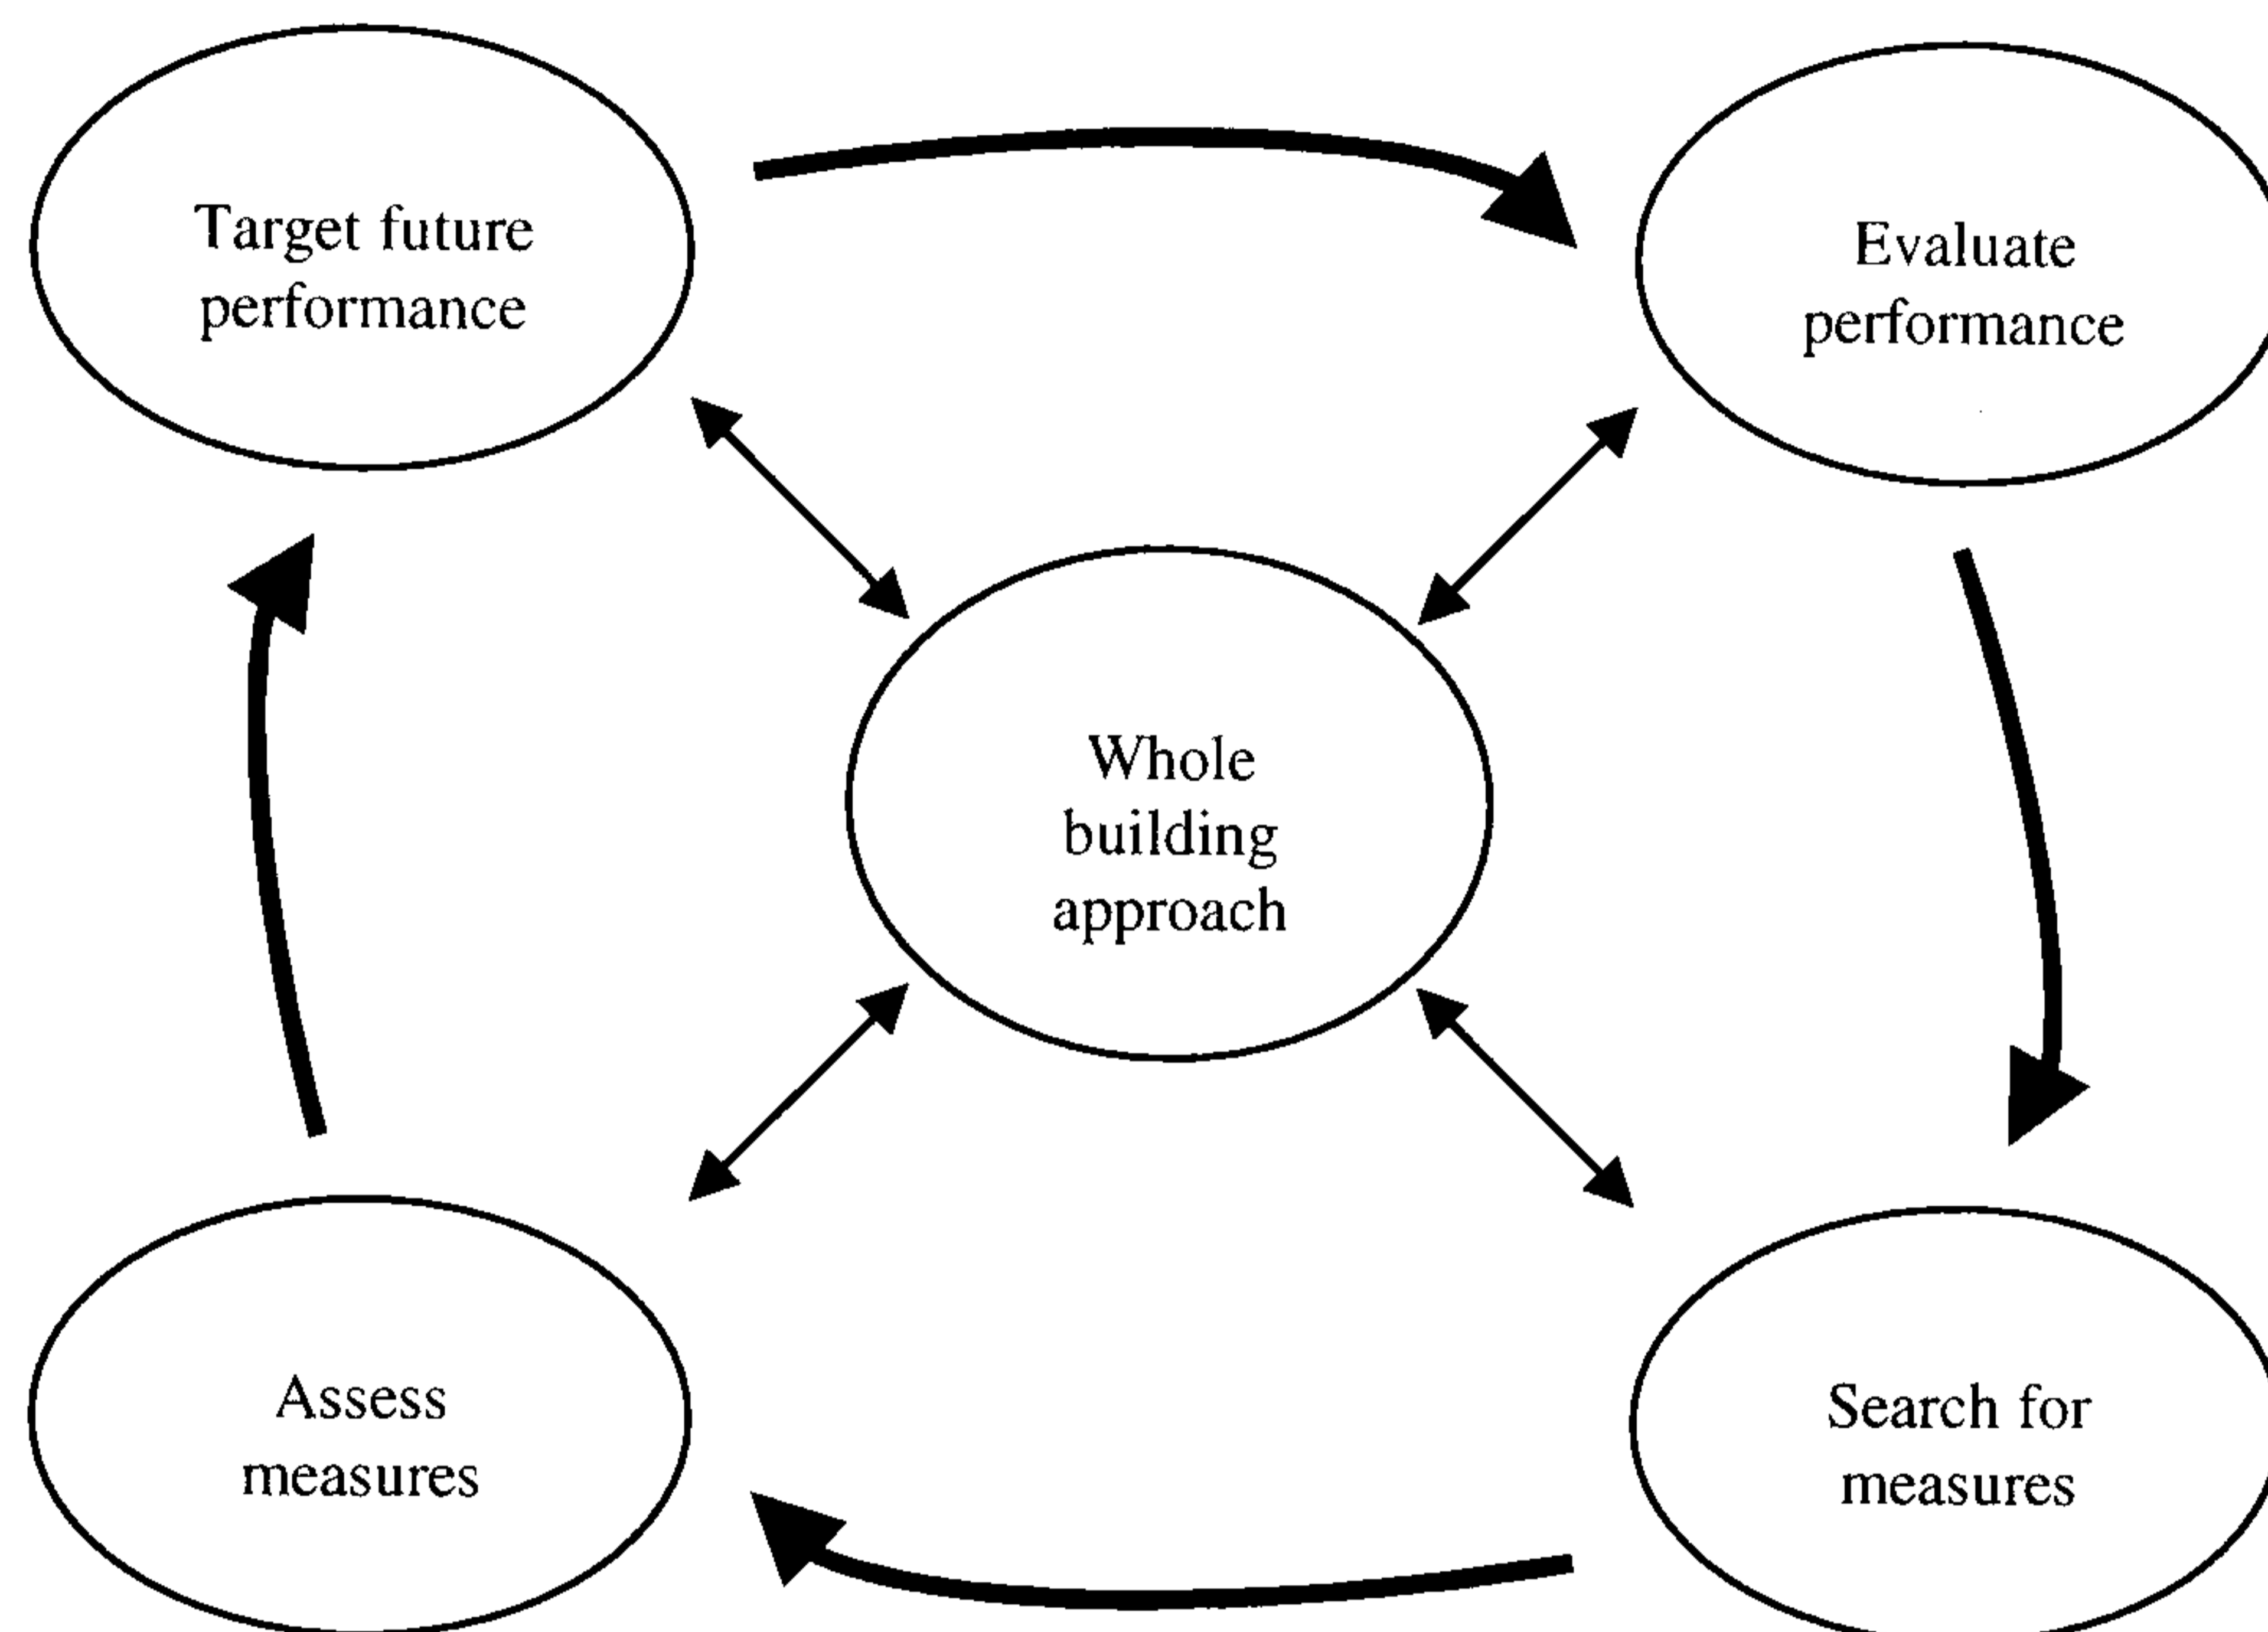 Target future
performance
Evaluate
performance
Whole
building
approach
Assess
measures
Search for
measures